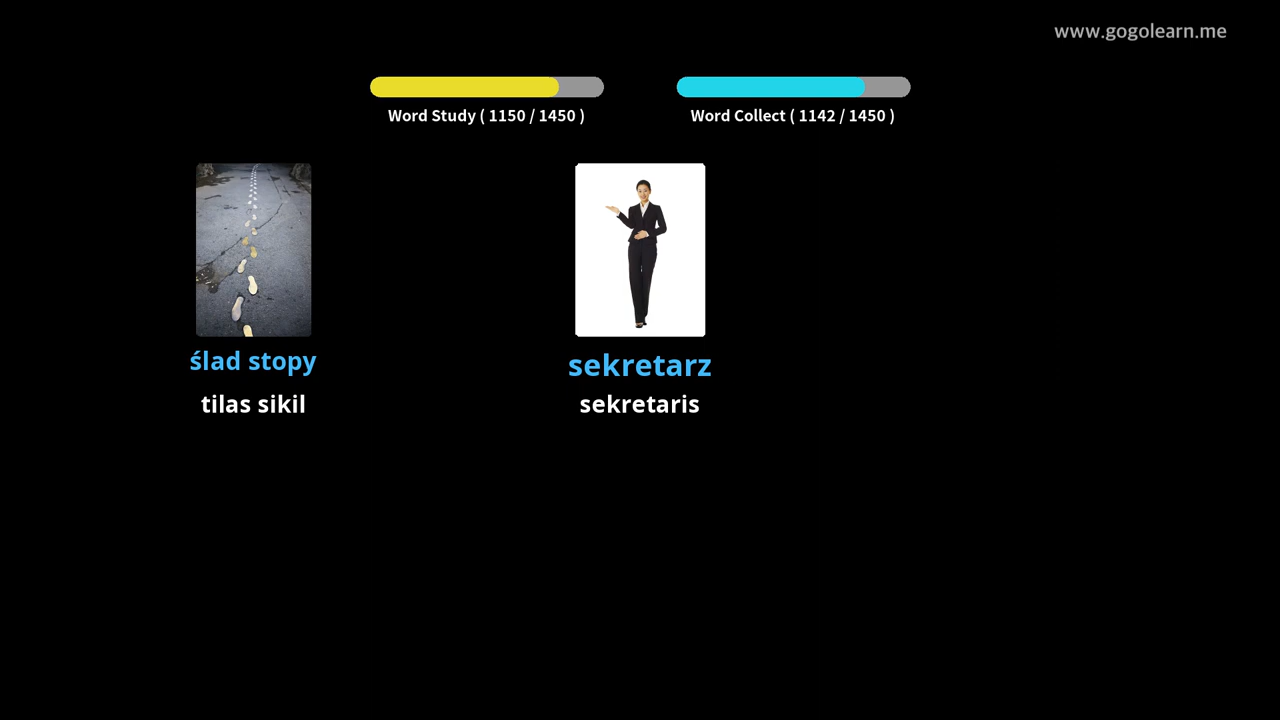 www.gogolearn.me
Word Study ( 1150 / 1450 )
Word Collect ( 1142 / 1450 )
ślad stopy
tilas sikil
sekretarz
sekretaris